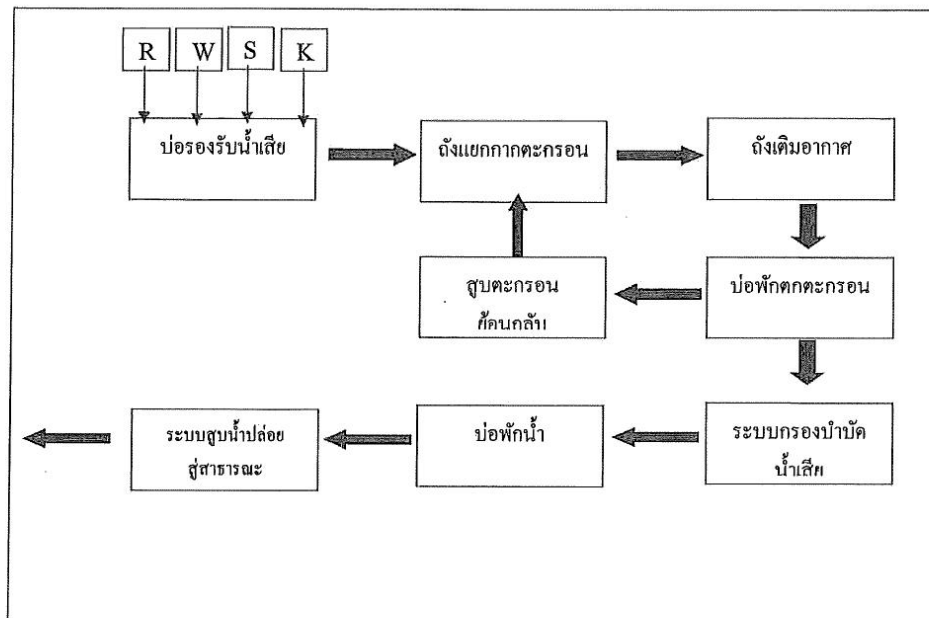 R W S K
บ่อรองรับน้ำเสีย
ถังแยกกากตะกรอน
ถังเติมอากาศ
สูบตะกรอน
ย้อนกลับ
บ่อพักตกตะกรอน
ระบบสูบน้ำปล่อย
สู่สาธารณะ
บ่อพักน้ำ
ระบบกรองบำบัด
น้ำเสีย